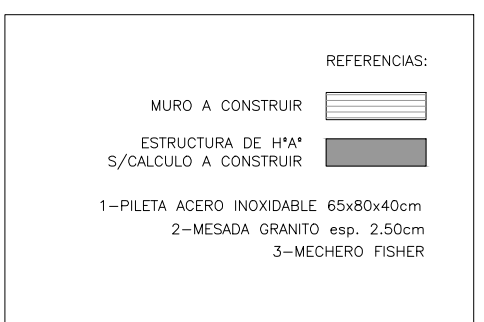 REFERENCIAS:
MURO A CONSTRUIR
ESTRUCTURA DE H°A°
S/CALCULO A CONSTRUIR
1-PILETA ACERO INOXIDABLE 65x80x40cm
2-MESADA GRANITO esp. 2.50cm
3-MECHERO FISHER